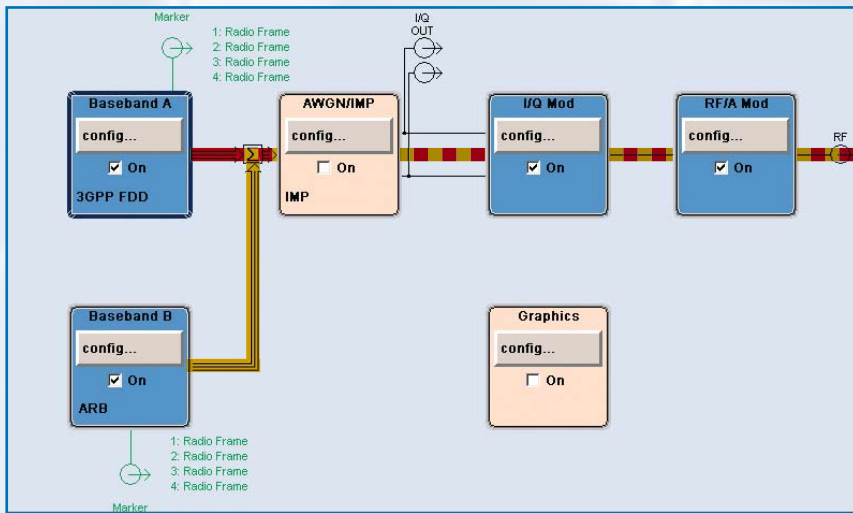 Marker
1: Radio Frame
2: Radio Frame
3: Radio Frame
4: Radio Frame
I/Q
OUT
Baseband A
config...
On
3GPP FDD
Σ
AWGN/IMP
config...
On
IMP
I/Q Mod
config...
On
RF/A Mod
config...
On
RF
Baseband B
config...
On
ARB
Graphics
config...
On
1: Radio Frame
2: Radio Frame
3: Radio Frame
4: Radio Frame
Marker